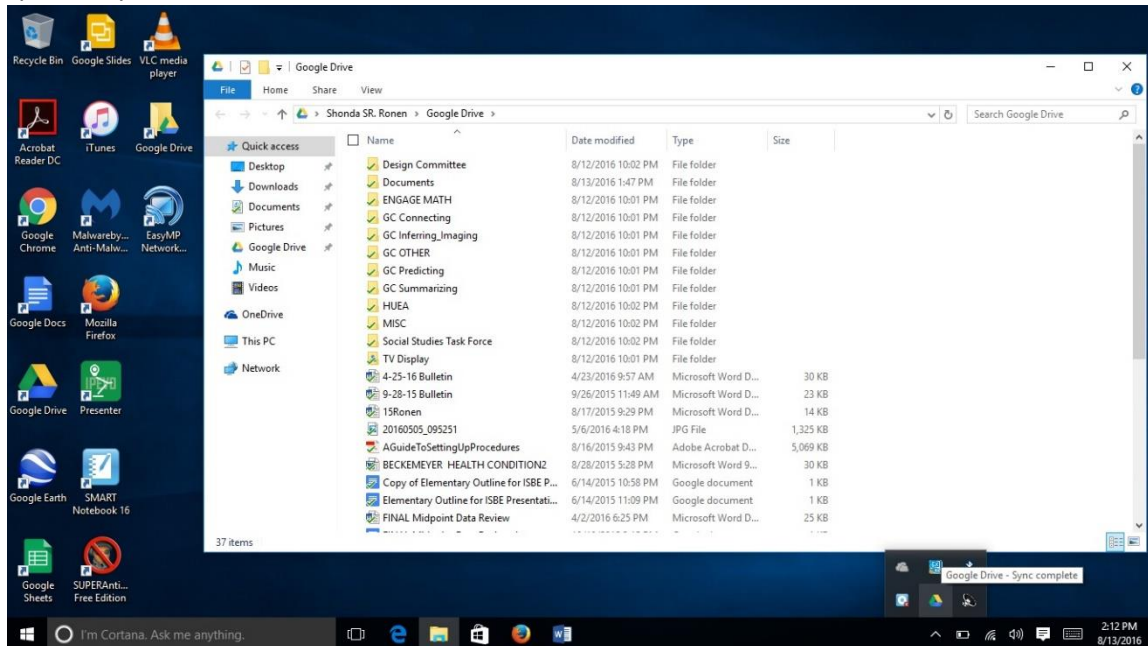 Recycle Bin
Google Slides
VLC media player
Acrobat Reader DC
iTunes
Google Drive
Google Chrome
Malwareby... Anti-Malw...
EasyMP Network...
Google Docs
Mozilla Firefox
Google Drive
IPEVO
Presenter
Google Earth
SMART Notebook 16
Google Sheets
SUPERAnti... Free Edition
Google Drive
File Home Share View
Shonda SR. Ronen > Google Drive >
Search Google Drive
Quick access
Desktop
Downloads
Documents
Pictures
Google Drive
Music
Videos
OneDrive
This PC
Network
Name Date modified Type Size
Design Committee 8/12/2016 10:02 PM File folder
Documents 8/13/2016 1:47 PM File folder
ENGAGE MATH 8/12/2016 10:01 PM File folder
GC Connecting 8/12/2016 10:01 PM File folder
GC Inferring_Imaging 8/12/2016 10:01 PM File folder
GC OTHER 8/12/2016 10:01 PM File folder
GC Predicting 8/12/2016 10:01 PM File folder
GC Summarizing 8/12/2016 10:01 PM File folder
HUEA 8/12/2016 10:02 PM File folder
MISC 8/12/2016 10:02 PM File folder
Social Studies Task Force 8/12/2016 10:02 PM File folder
TV Display 8/12/2016 10:01 PM File folder
4-25-16 Bulletin 4/23/2016 9:57 AM Microsoft Word D... 30 KB
9-28-15 Bulletin 9/26/2015 11:49 AM Microsoft Word D... 23 KB
15Ronen 8/17/2015 9:29 PM Microsoft Word D... 14 KB
20160505_095251 5/6/2016 4:18 PM JPG File 1,325 KB
AGuideToSettingUpProcedures 8/16/2015 9:43 PM Adobe Acrobat D... 5,069 KB
BECKEMEYER HEALTH CONDITION2 8/28/2015 5:28 PM Microsoft Word 9... 30 KB
Copy of Elementary Outline for ISBE P... 6/14/2015 10:58 PM Google document 1 KB
Elementary Outline for ISBE Presentati... 6/14/2015 11:09 PM Google document 1 KB
FINAL Midpoint Data Review 4/2/2016 6:25 PM Microsoft Word D... 25 KB
37 items
Google Drive - Sync complete
I'm Cortana. Ask me anything.
2:12 PM
8/13/2016